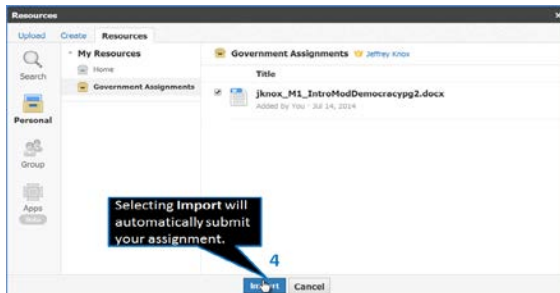 Resources
Upload Create Resources
Search
Personal
Group
Apps
My Resources
Home
Government Assignments
Government Assignments Jeffrey Knox
Title
jknox_M1_IntroModDemocracypg2.docx
Added by You · Jul 14, 2014
Selecting Import will
automatically submit
your assignment.
4
Import Cancel